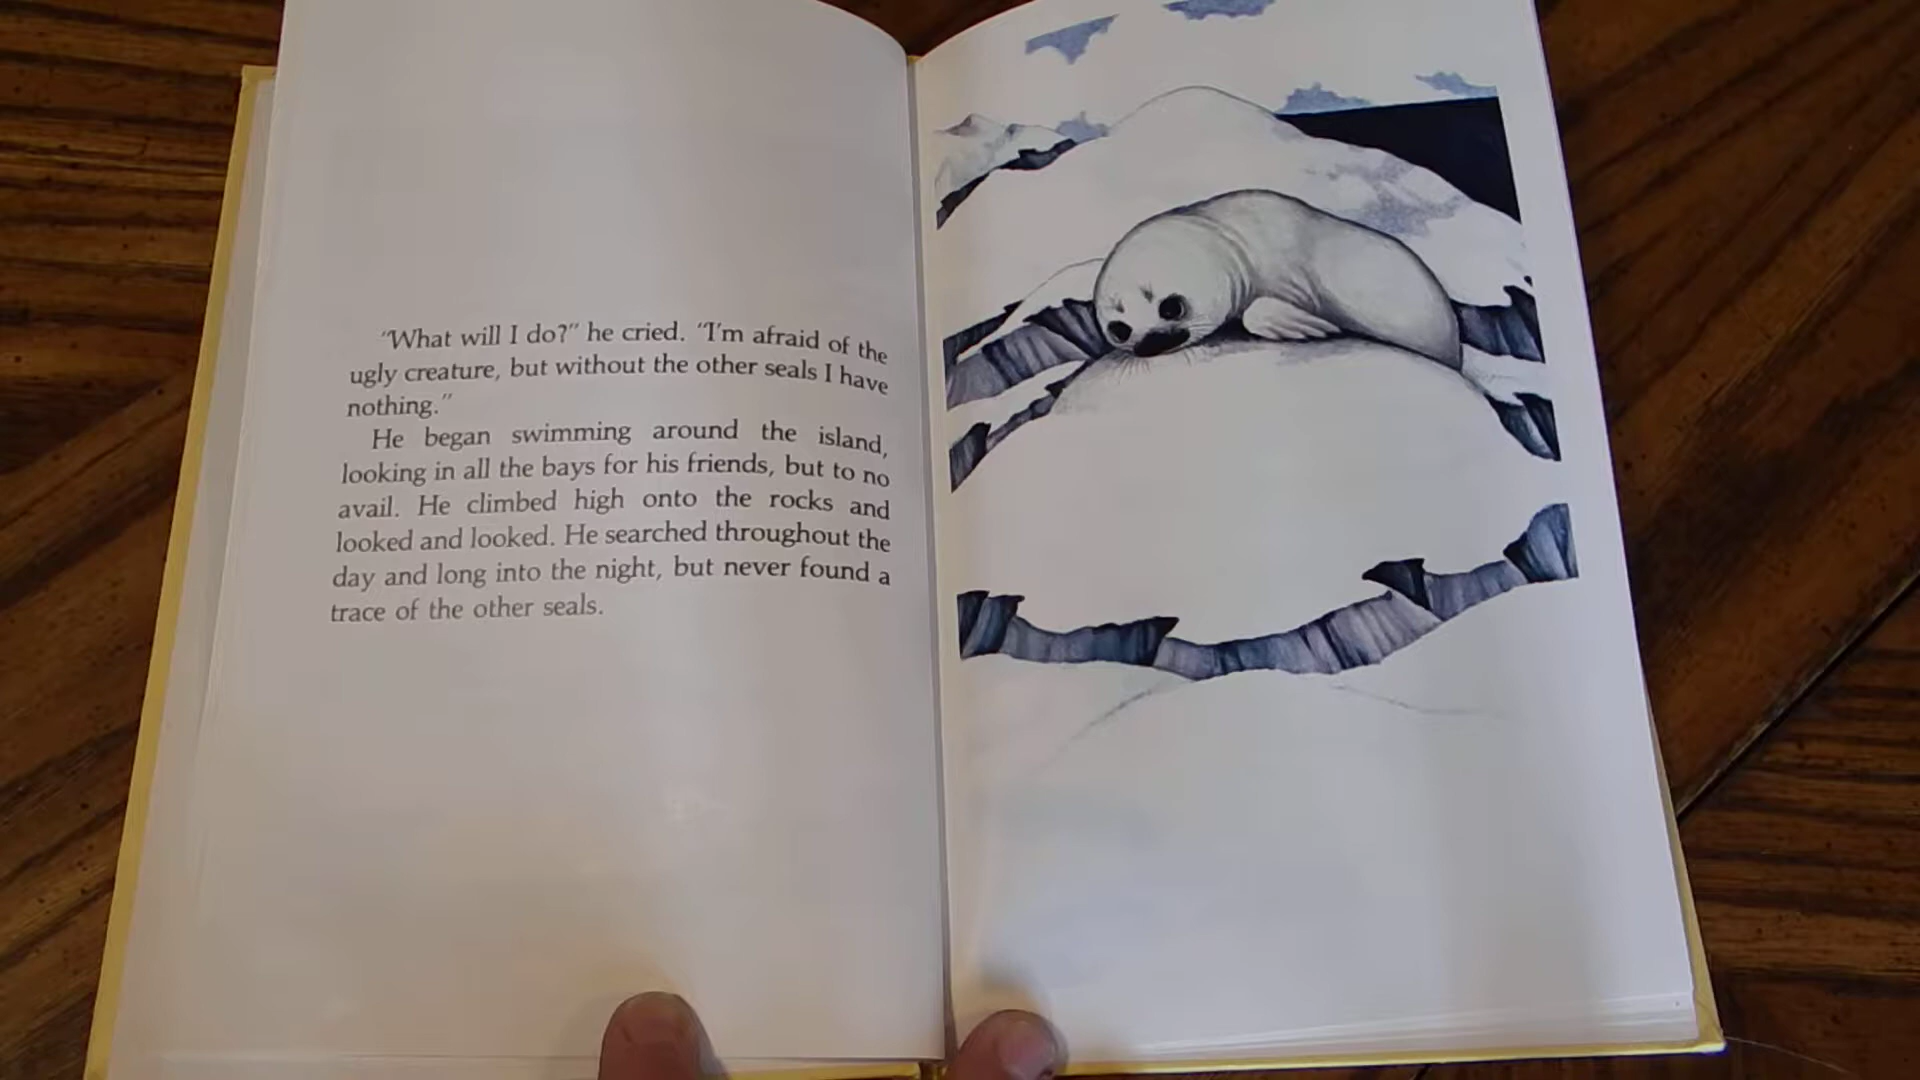 “What will I do?” he cried. “I’m afraid of the
ugly creature, but without the other seals I have
nothing.”
He began swimming around the island,
looking in all the bays for his friends, but to no
avail. He climbed high onto the rocks and
looked and looked. He searched throughout the
day and long into the night, but never found a
trace of the other seals.